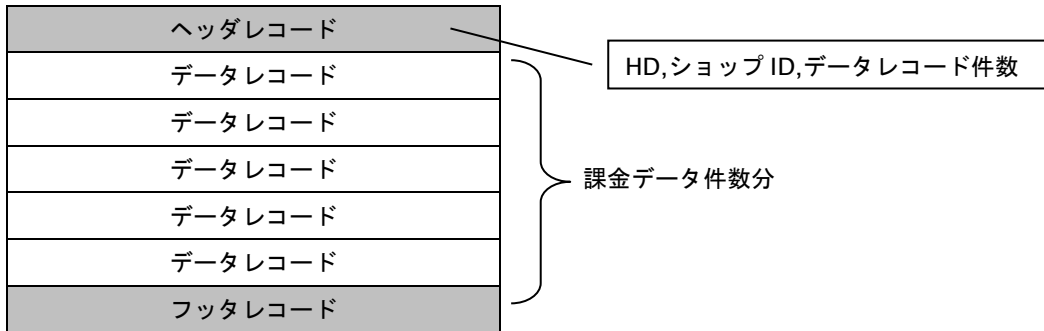 ヘッダレコード
HD,ショップ ID,データレコード件数
データレコード
データレコード
データレコード
課金データ件数分
データレコード
データレコード
フッタレコード